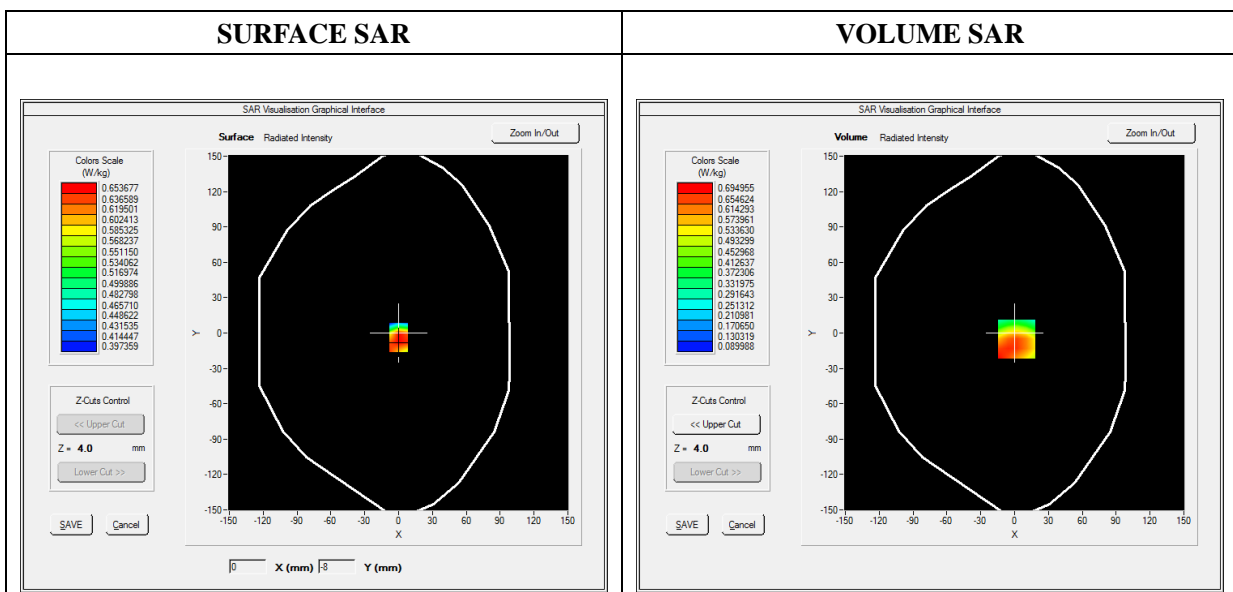 SURFACE SAR
VOLUME SAR
SAR Visualisation Graphical Interface
Surface Radiated Intensity
Zoom In/Out
Colors Scale
(W/kg)
0.653677
0.636589
0.619501
0.602413
0.585325
0.568237
0.551150
0.534062
0.516974
0.499886
0.482798
0.465710
0.448622
0.431535
0.414447
0.397359
Z-Cuts Control
<< Upper Cut
Z = 4.0 mm
Lower Cut >>
SAVE Cancel
150
120
90
60
30
0
-30
-60
-90
-120
-150
Y
-150 -120 -90 -60 -30 0 30 60 90 120 150
X
0 X (mm) -8 Y (mm)
SAR Visualisation Graphical Interface
Volume Radiated Intensity
Zoom In/Out
Colors Scale
(W/kg)
0.694955
0.654624
0.614293
0.573961
0.533630
0.493299
0.452968
0.412637
0.372306
0.331975
0.291643
0.251312
0.210981
0.170650
0.130319
0.089988
Z-Cuts Control
<< Upper Cut
Z = 4.0 mm
Lower Cut >>
SAVE Cancel
150
120
90
60
30
0
-30
-60
-90
-120
-150
Y
-150 -120 -90 -60 -30 0 30 60 90 120 150
X